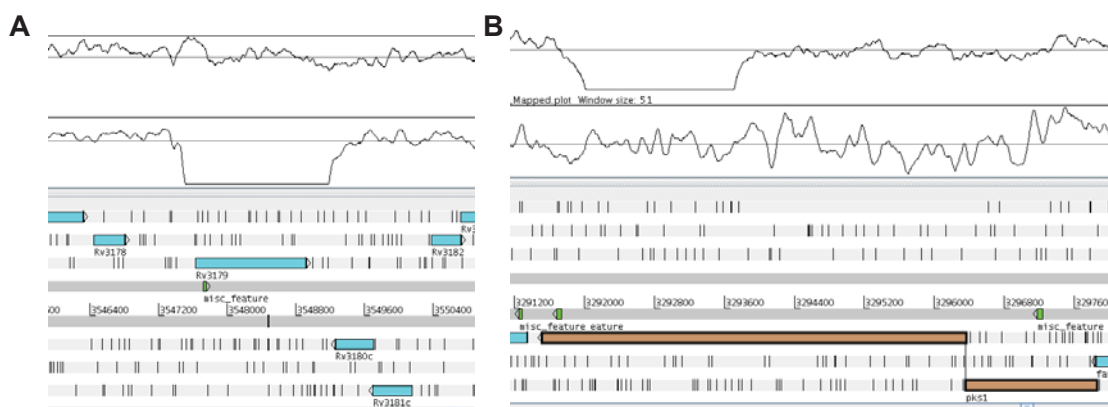 A
B
Mapped plot Window size: 51
Rv3178
Rv3182
Rv3179
misc_feature
3546400 3547200 3548000 3548800 3549600 3550400
Rv3180c
Rv3181c
3291200 3292000 3292800 3293600 3294400 3295200 3296000 3296800
misc_feature eature misc_feature
pks1